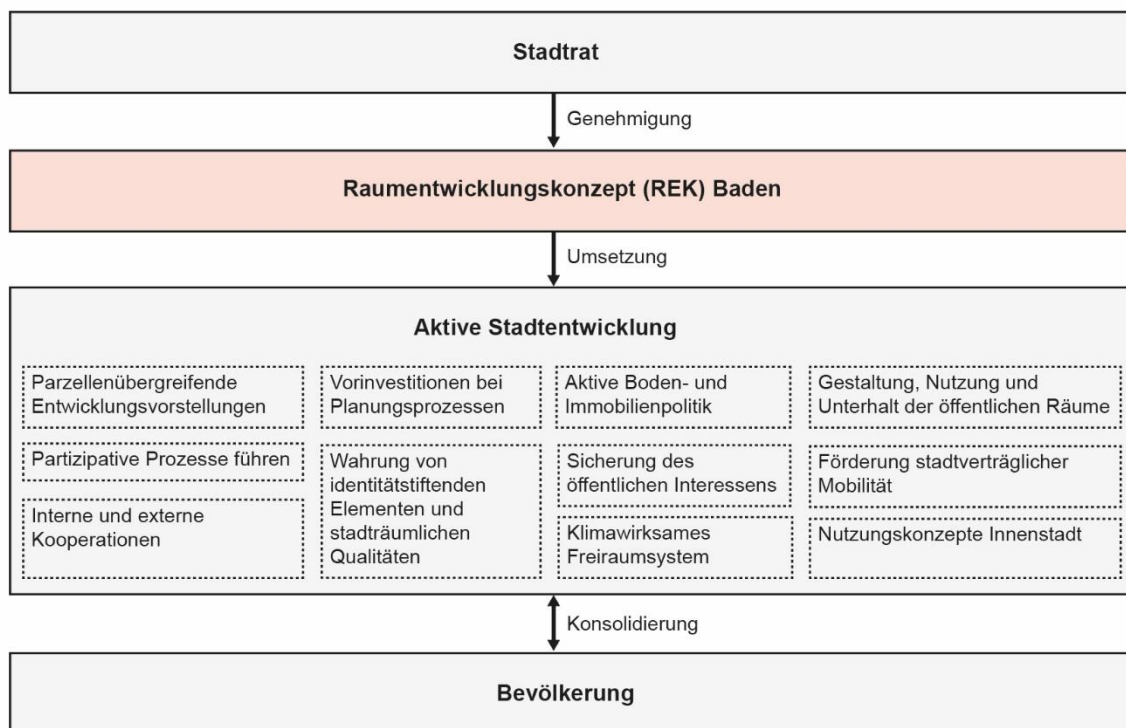 Stadtrat
Genehmigung
Raumentwicklungskonzept (REK) Baden
Umsetzung
Aktive Stadtentwicklung
Parzellenübergreifende
Entwicklungsvorstellungen
Vorinvestitionen bei
Planungsprozessen
Aktive Boden- und
Immobilienpolitik
Gestaltung, Nutzung und
Unterhalt der öffentlichen Räume
Partizipative Prozesse führen
Wahrung von
identitätstiftenden
Elementen und
stadträumlichen
Qualitäten
Sicherung des
öffentlichen Interessens
Förderung stadtverträglicher
Mobilität
Interne und externe
Kooperationen
Klimawirksames
Freiraumsystem
Nutzungskonzepte Innenstadt
Konsolidierung
Bevölkerung